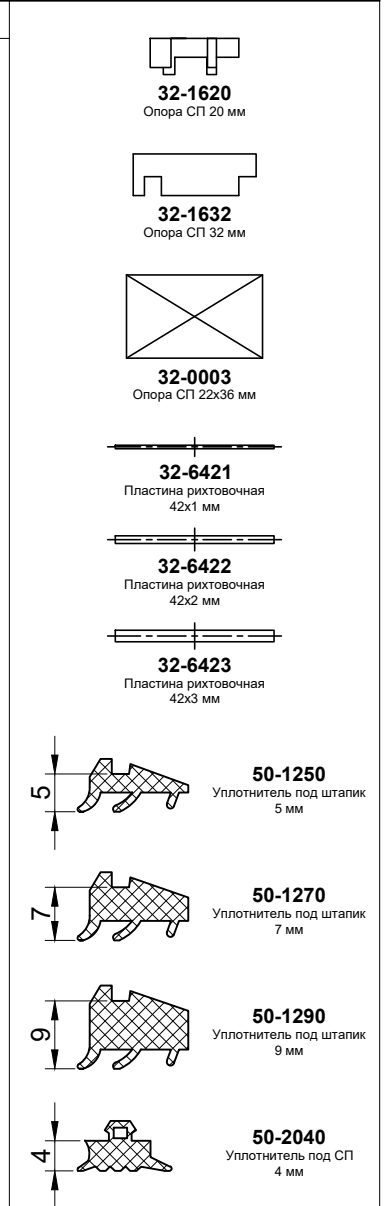 32-1620
Опора СП 20 мм
32-1632
Опора СП 32 мм
32-0003
Опора СП 22х36 мм
32-6421
Пластина рихтовочная
42х1 мм
32-6422
Пластина рихтовочная
42х2 мм
32-6423
Пластина рихтовочная
42х3 мм
5
50-1250
Уплотнитель под штапик
5 мм
7
50-1270
Уплотнитель под штапик
7 мм
9
50-1290
Уплотнитель под штапик
9 мм
4
50-2040
Уплотнитель под СП
4 мм